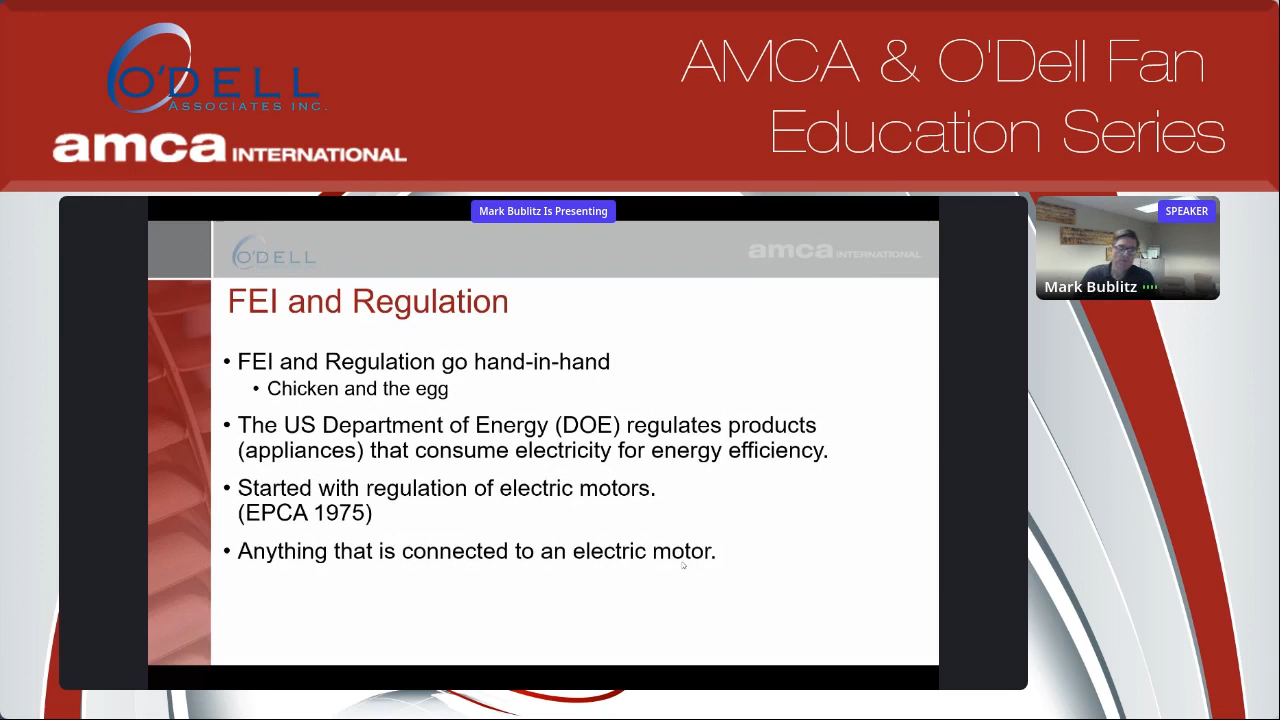 O'DELL
ASSOCIATES INC.
amca INTERNATIONAL
AMCA & O'Dell Fan
Education Series
Mark Bublitz Is Presenting
SPEAKER
Mark Bublitz
O'DELL
amca INTERNATIONAL
FEI and Regulation
• FEI and Regulation go hand-in-hand
• Chicken and the egg
• The US Department of Energy (DOE) regulates products
(appliances) that consume electricity for energy efficiency.
• Started with regulation of electric motors.
(EPCA 1975)
• Anything that is connected to an electric motor.